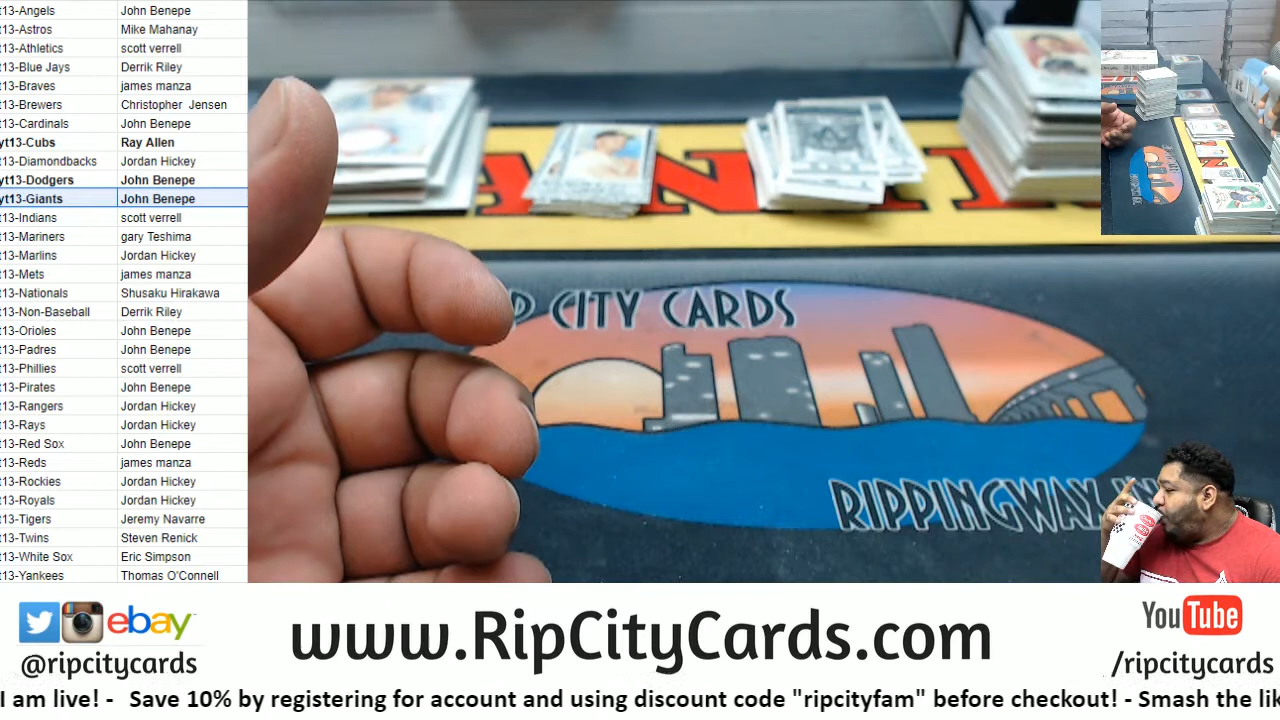 t13-Angels John Benepe
t13-Astros Mike Mahanay
t13-Athletics scott verrell
t13-Blue Jays Derrik Riley
t13-Braves james manza
t13-Brewers Christopher Jensen
t13-Cardinals John Benepe
yt13-Cubs Ray Allen
t13-Diamondbacks Jordan Hickey
yt13-Dodgers John Benepe
yt13-Giants John Benepe
t13-Indians scott verrell
t13-Mariners gary Teshima
t13-Marlins Jordan Hickey
t13-Mets james manza
t13-Nationals Shusaku Hirakawa
t13-Non-Baseball Derrik Riley
t13-Orioles John Benepe
t13-Padres John Benepe
t13-Phillies scott verrell
t13-Pirates John Benepe
t13-Rangers Jordan Hickey
t13-Rays Jordan Hickey
t13-Red Sox John Benepe
t13-Reds james manza
t13-Rockies Jordan Hickey
t13-Royals Jordan Hickey
t13-Tigers Jeremy Navarre
t13-Twins Steven Renick
t13-White Sox Eric Simpson
t13-Yankees Thomas O'Connell
P CITY CARDS
RIPPINGWAX
ebay
@ripcitycards
www.RipCityCards.com
YouTube
/ripcitycards
I am live! - Save 10% by registering for account and using discount code "ripcityfam" before checkout! - Smash the lik